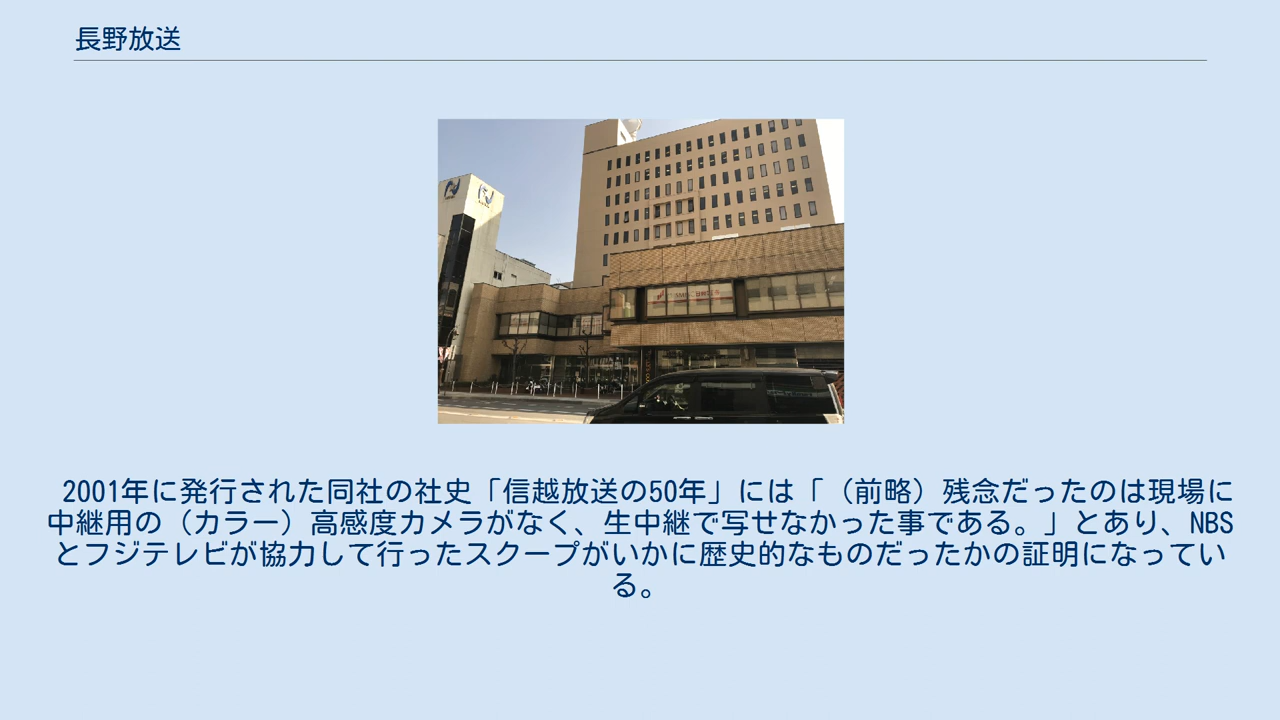 長野放送
2001年に発行された同社の社史「信越放送の50年」には「（前略）残念だったのは現場に
中継用の（カラー）高感度カメラがなく、生中継で写せなかった事である。」とあり、NBS
とフジテレビが協力して行ったスクープがいかに歴史的なものだったかの証明になってい
る。